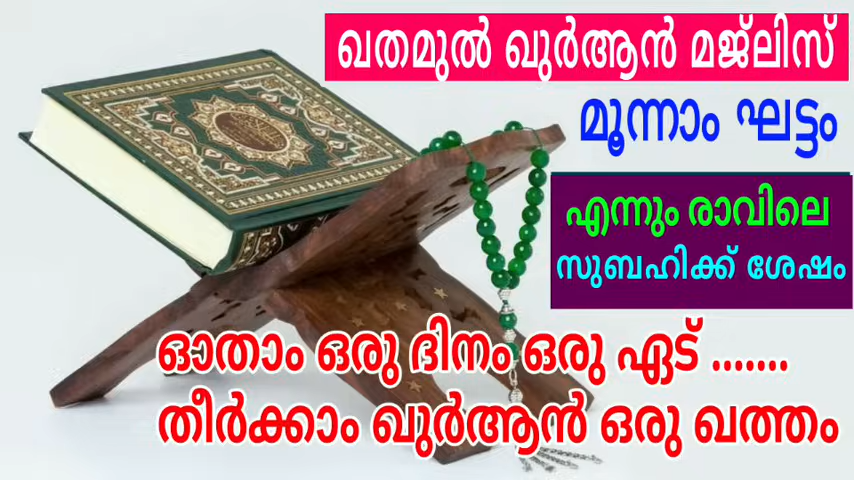 ഖതമുൽ ഖുർആൻ മജ്ലിസ്
മൂന്നാം ഘട്ടം
എന്നും രാവിലെ
സുബഹിക്ക് ശേഷം
ഓതാം ഒരു ദിനം ഒരു ഏട് .......
തീർക്കാം ഖുർആൻ ഒരു ഖത്തം